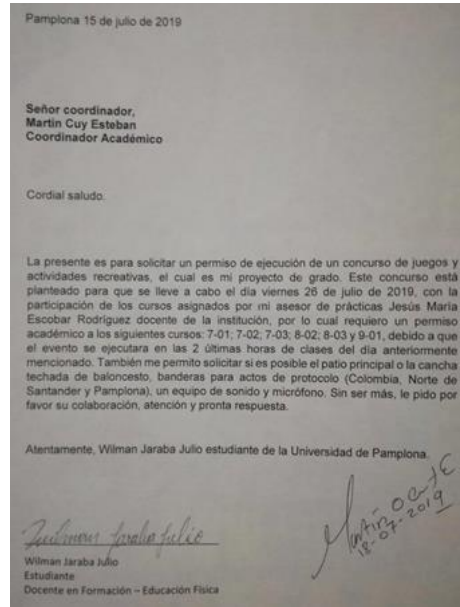 Pamplona 15 de julio de 2019
Señor coordinador,
Martin Cuy Esteban
Coordinador Académico
Cordial saludo.
La presente es para solicitar un permiso de ejecución de un concurso de juegos y
actividades recreativas, el cual es mi proyecto de grado. Este concurso está
planteado para que se lleve a cabo el día viernes 26 de julio de 2019, con la
participación de los cursos asignados por mi asesor de prácticas Jesús María
Escobar Rodríguez docente de la institución, por lo cual requiero un permiso
académico a los siguientes cursos: 7-01; 7-02; 7-03; 8-02; 8-03 y 9-01, debido a que
el evento se ejecutara en las 2 últimas horas de clases del día anteriormente
mencionado. También me permito solicitar si es posible el patio principal o la cancha
techada de baloncesto, banderas para actos de protocolo (Colombia, Norte de
Santander y Pamplona), un equipo de sonido y micrófono. Sin ser más, le pido por
favor su colaboración, atención y pronta respuesta.
Atentamente, Wilman Jaraba Julio estudiante de la Universidad de Pamplona.
Wilman Jaraba Julio
Martin
18-07-2019
Wilman Jaraba Julio
Estudiante
Docente en Formación – Educación Física